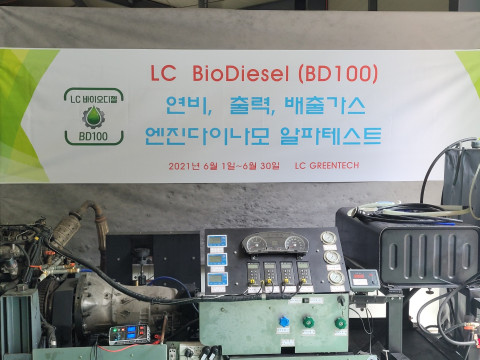 LC BioDiesel (BD100)
LC 바이오디젤
BD100
연비, 출력, 배출가스
엔진다이나모 알파테스트
2021년 6월 1일~6월 30일 LC GREENTECH